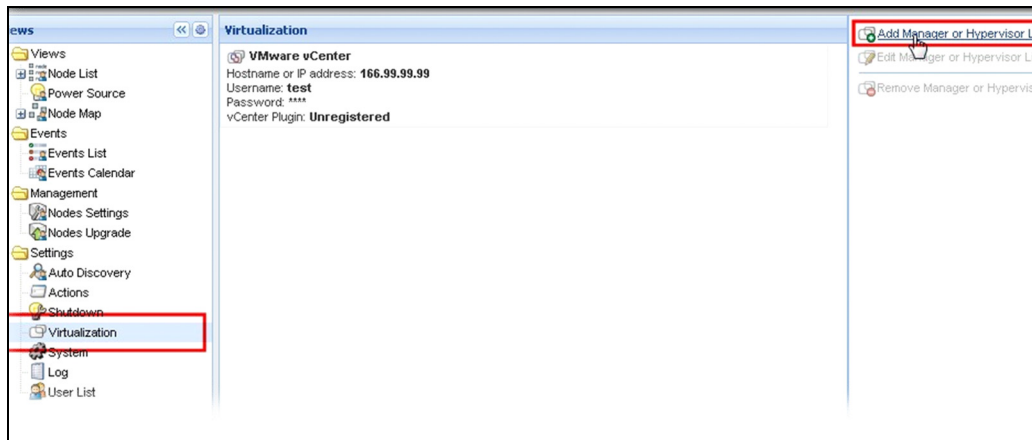 ews
Views
Node List
Power Source
Node Map
Events
Events List
Events Calendar
Management
Nodes Settings
Nodes Upgrade
Settings
Auto Discovery
Actions
Shutdown
Virtualization
System
Log
User List
Virtualization
VMware vCenter
Hostname or IP address: 166.99.99.99
Username: test
Password: ****
vCenter Plugin: Unregistered
Add Manager or Hypervisor L
Edit Manager or Hypervisor L
Remove Manager or Hypervis